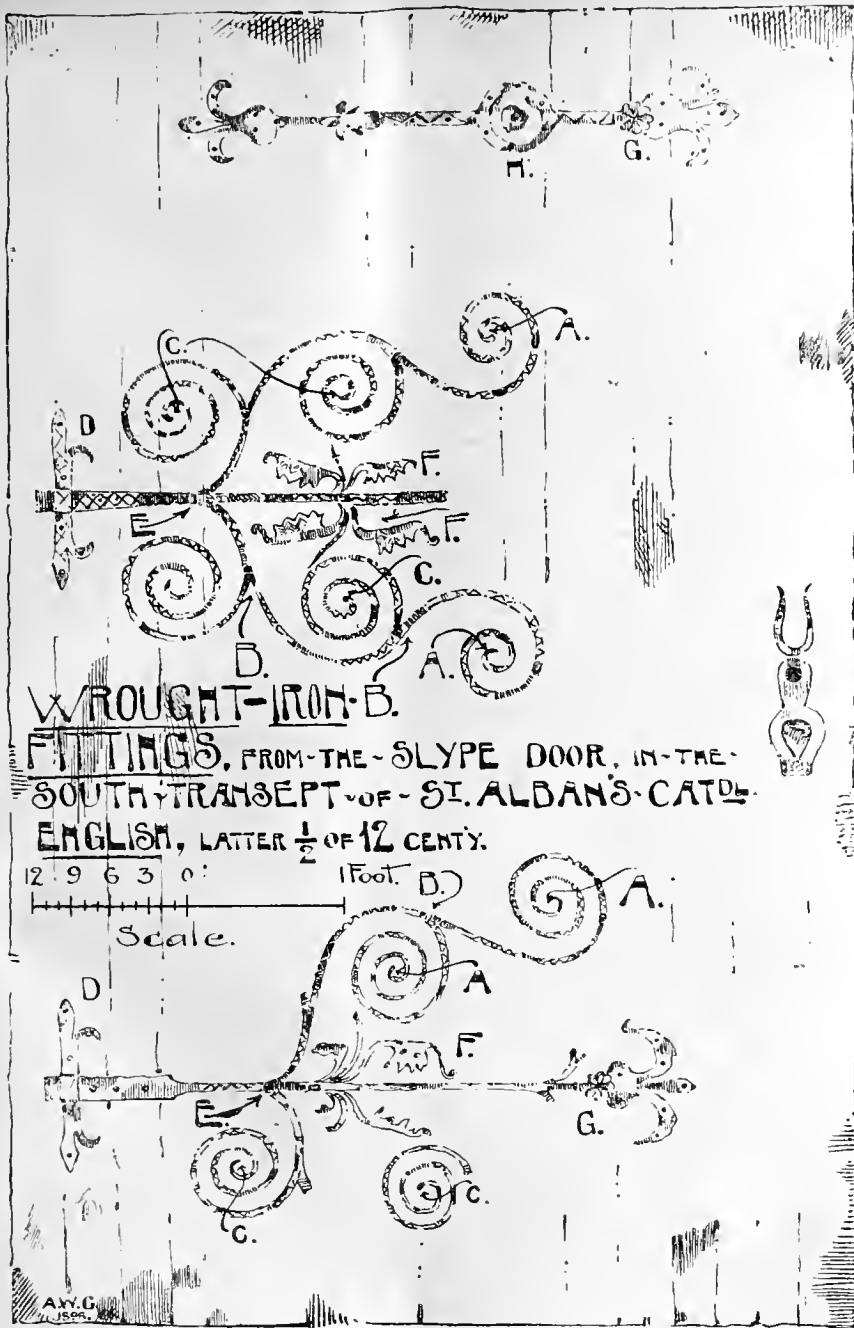 H.
G.
A.
C.
D
F.
E
F.
C.
B.
A.
WROUGHT-IRON·B.
FITTINGS, FROM-THE-SLYPE DOOR, IN-THE-
SOUTH-TRANSEPT-OF-ST. ALBAN'S-CATDL.
ENGLISH, LATTER 1/2 OF 12 CENTY.
12 9 6 3 0 1 Foot.
Scale.
B.
A.
A
D
F.
E.
G.
C.
C.
A.W.G.